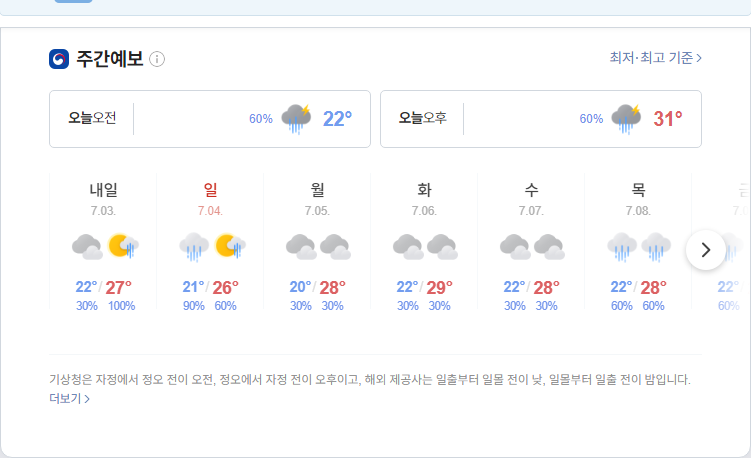 주간예보
최저·최고 기준
오늘오전 60% 22°
오늘오후 60% 31°
내일 일 월 화 수 목
7.03. 7.04. 7.05. 7.06. 7.07. 7.08.
22°/27° 21°/26° 20°/28° 22°/29° 22°/28° 22°/28° 22°
30% 100% 90% 60% 30% 30% 30% 30% 30% 30% 60% 60% 60%
기상청은 자정에서 정오 전이 오전, 정오에서 자정 전이 오후이고, 해외 제공사는 일출부터 일몰 전이 낮, 일몰부터 일출 전이 밤입니다.
더보기